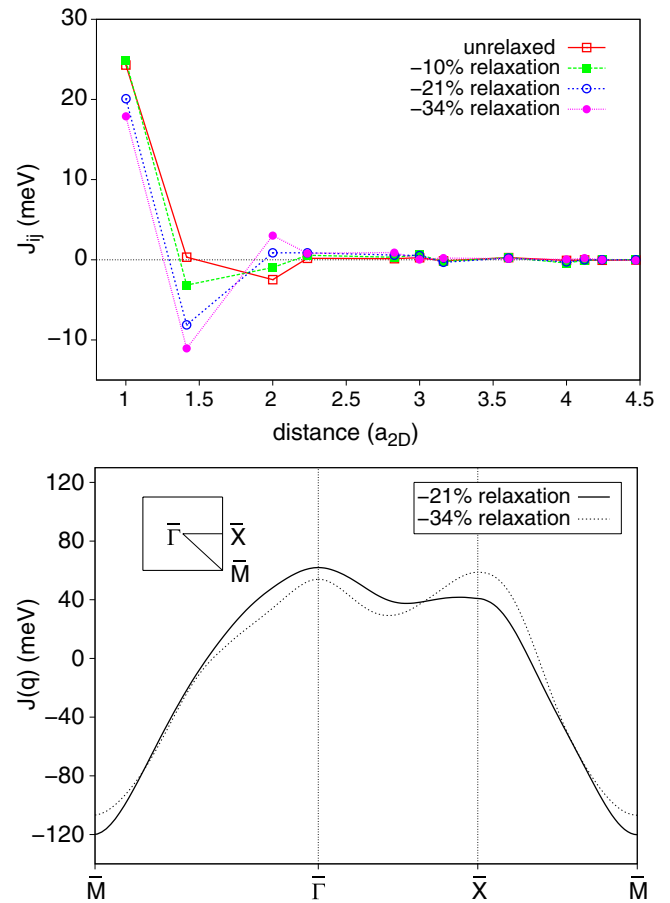 30
20
10
0
−10
J_ij (meV)
unrelaxed
−10% relaxation
−21% relaxation
−34% relaxation
1 1.5 2 2.5 3 3.5 4 4.5
distance (a_2D)
120
80
40
0
−40
−80
−120
J(q) (meV)
Γ̅ X̅
M̅
−21% relaxation
−34% relaxation
M̅ Γ̅ X̅ M̅